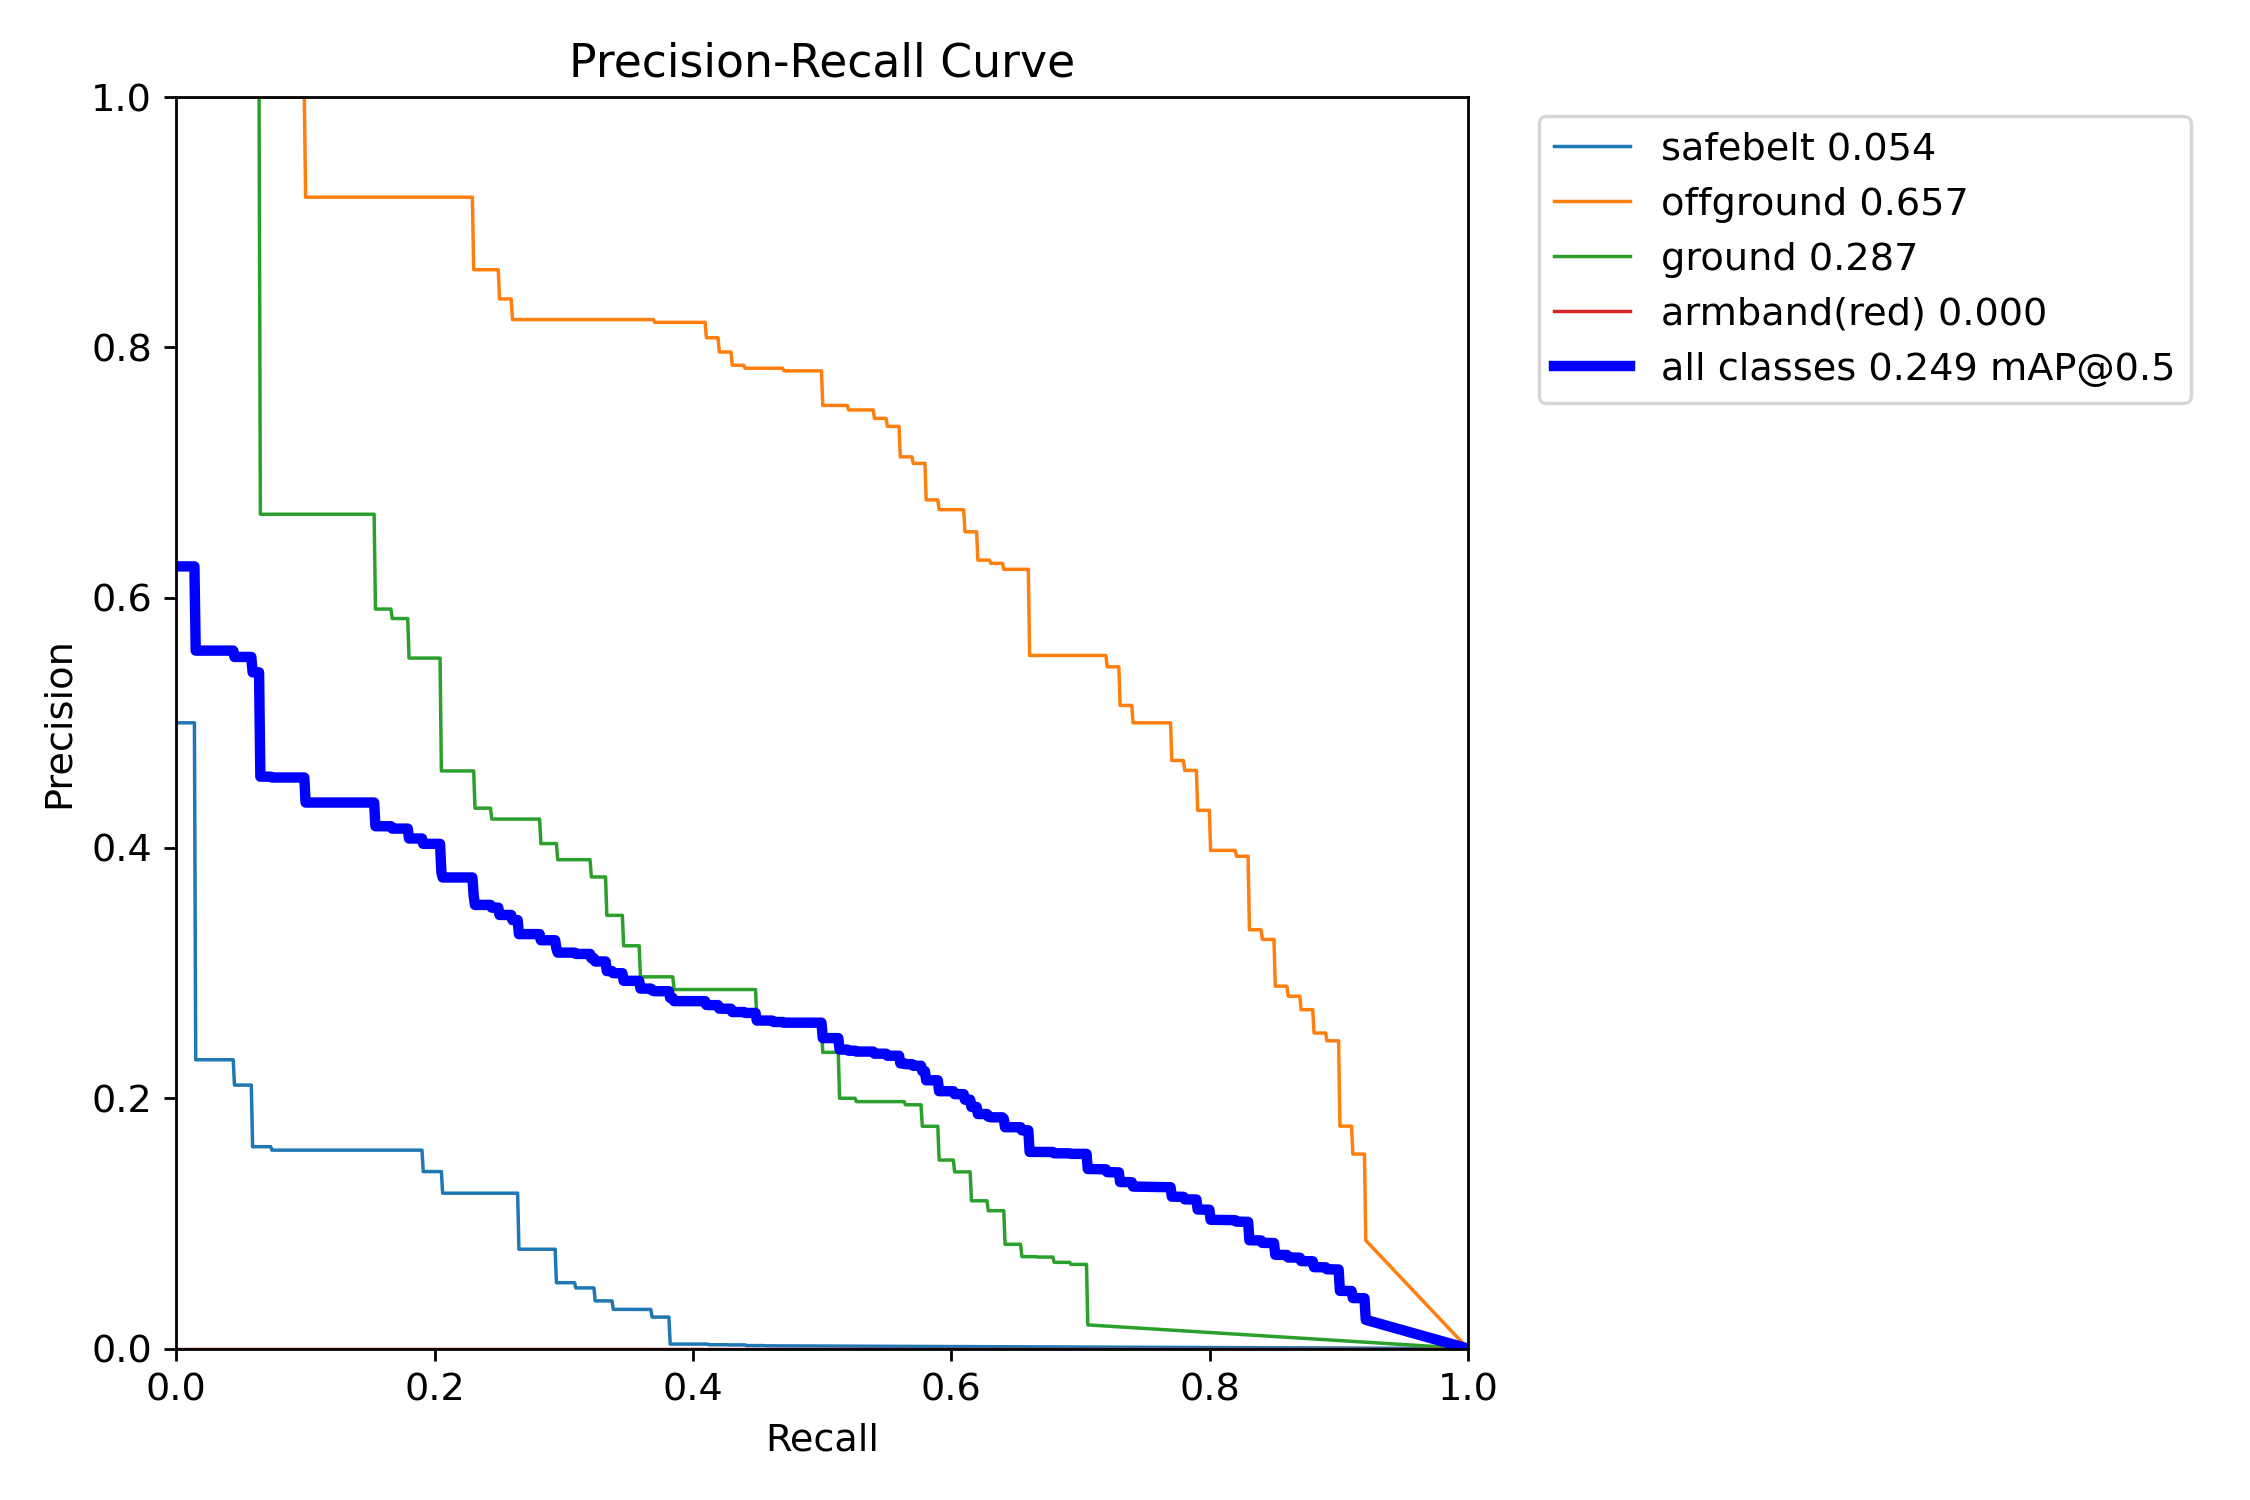 Precision-Recall Curve
1.0
0.8
0.6
0.4
0.2
0.0
Precision
0.0 0.2 0.4 0.6 0.8 1.0
Recall
safebelt 0.054
offground 0.657
ground 0.287
armband(red) 0.000
all classes 0.249 mAP@0.5